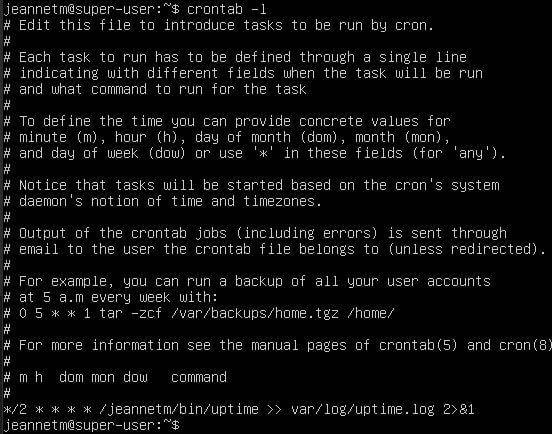 jeannetm@super-user:~$ crontab -l
# Edit this file to introduce tasks to be run by cron.
#
# Each task to run has to be defined through a single line
# indicating with different fields when the task will be run
# and what command to run for the task
#
# To define the time you can provide concrete values for
# minute (m), hour (h), day of month (dom), month (mon),
# and day of week (dow) or use '*' in these fields (for 'any').
#
# Notice that tasks will be started based on the cron's system
# daemon's notion of time and timezones.
#
# Output of the crontab jobs (including errors) is sent through
# email to the user the crontab file belongs to (unless redirected).
#
# For example, you can run a backup of all your user accounts
# at 5 a.m every week with:
# 0 5 * * 1 tar -zcf /var/backups/home.tgz /home/
#
# For more information see the manual pages of crontab(5) and cron(8)
#
# m h  dom mon dow   command
#
*/2 * * * * /jeannetm/bin/uptime >> var/log/uptime.log 2>&1
jeannetm@super-user:~$